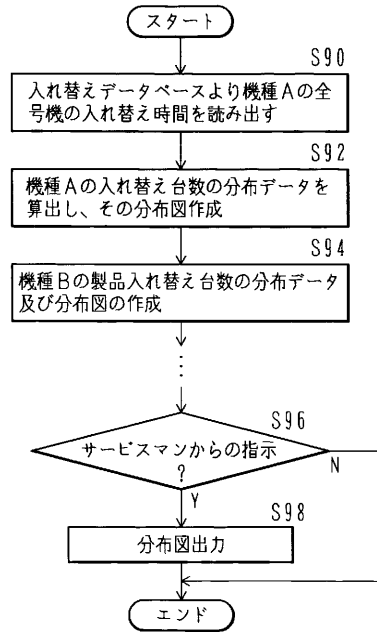 スタート
S90
入れ替えデータベースより機種Aの全
号機の入れ替え時間を読み出す
S92
機種Aの入れ替え台数の分布データを
算出し、その分布図作成
S94
機種Bの製品入れ替え台数の分布データ
及び分布図の作成
S96
サービスマンからの指示
?
N
Y
S98
分布図出力
エンド